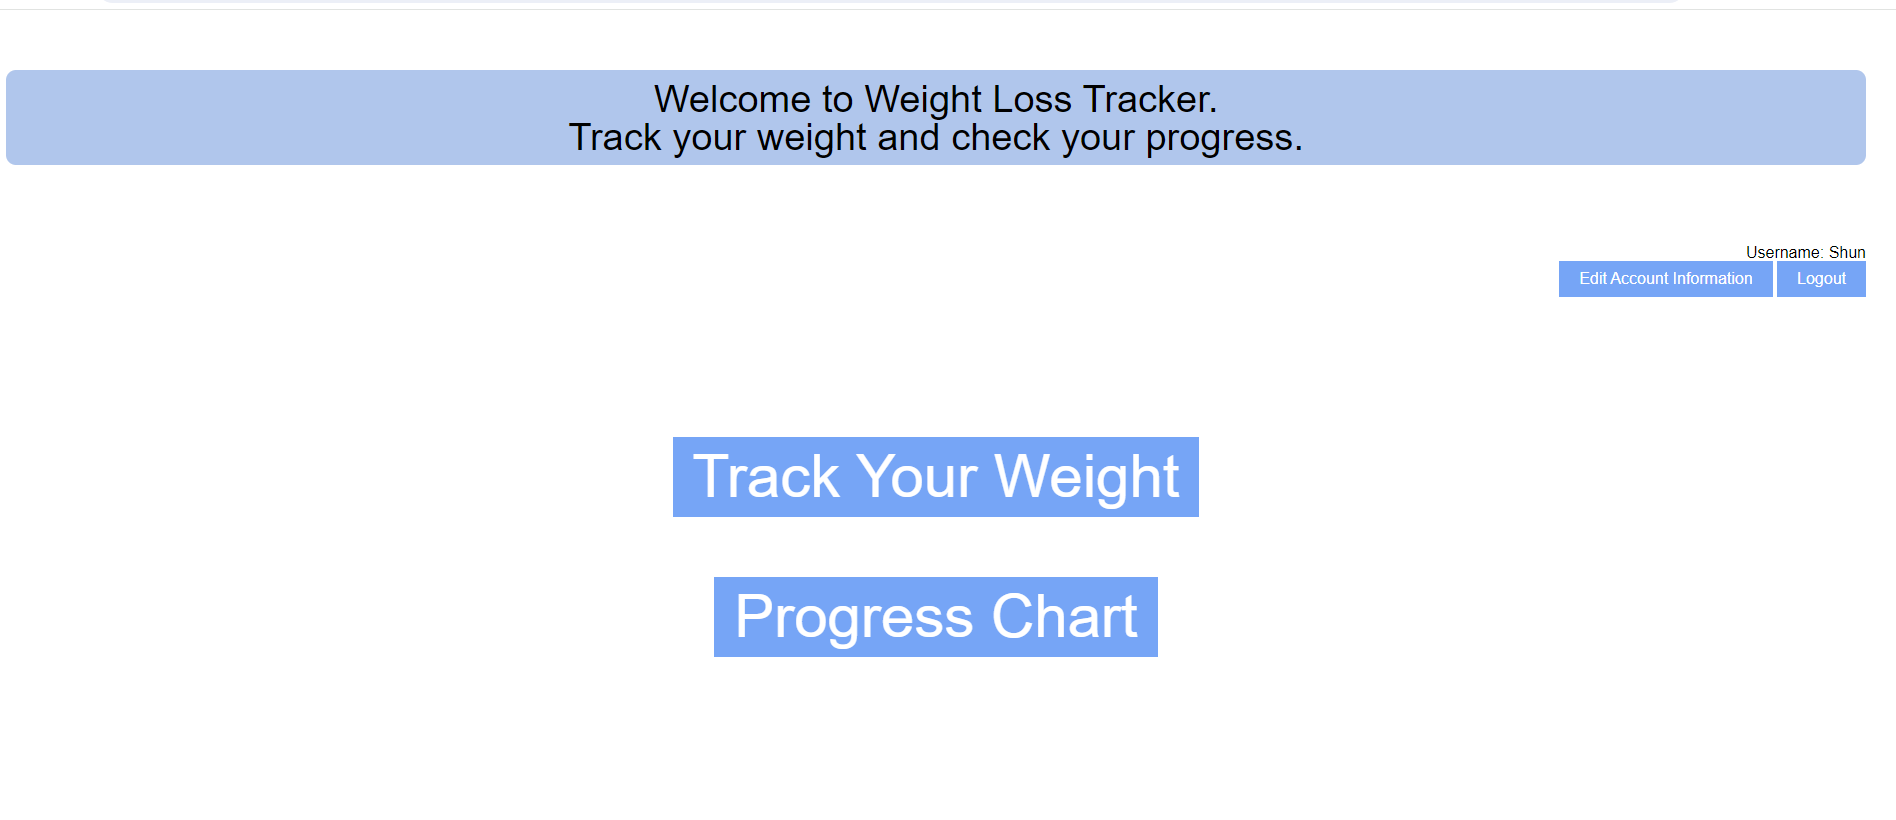 Welcome to Weight Loss Tracker.
Track your weight and check your progress.
Username: Shun
Edit Account Information Logout
Track Your Weight
Progress Chart